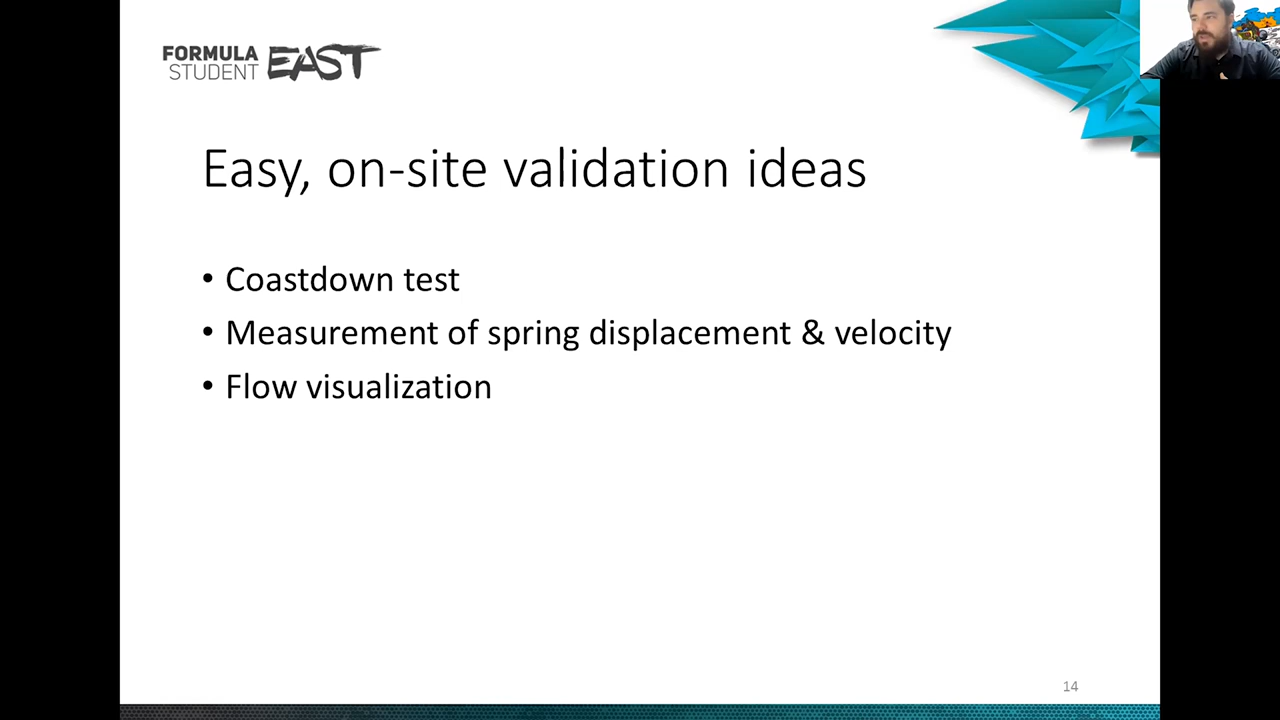 FORMULA
STUDENT EAST
Easy, on-site validation ideas
• Coastdown test
• Measurement of spring displacement & velocity
• Flow visualization
14